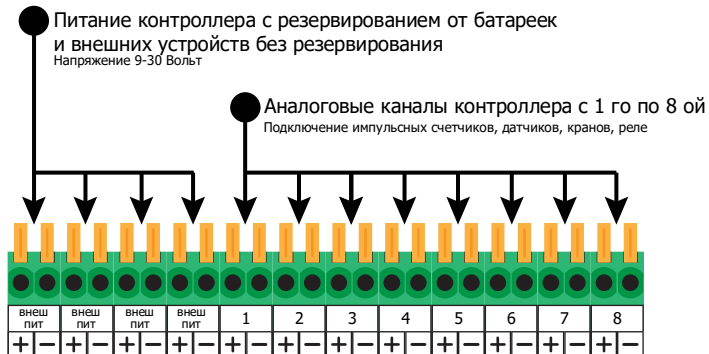 Питание контроллера с резервированием от батареек
и внешних устройств без резервирования
Напряжение 9-30 Вольт
Аналоговые каналы контроллера с 1 го по 8 ой
Подключение импульсных счетчиков, датчиков, кранов, реле
внеш внеш внеш внеш
пит пит пит пит 1 2 3 4 5 6 7 8
+ − + − + − + − + − + − + − + − + − + − + − + −